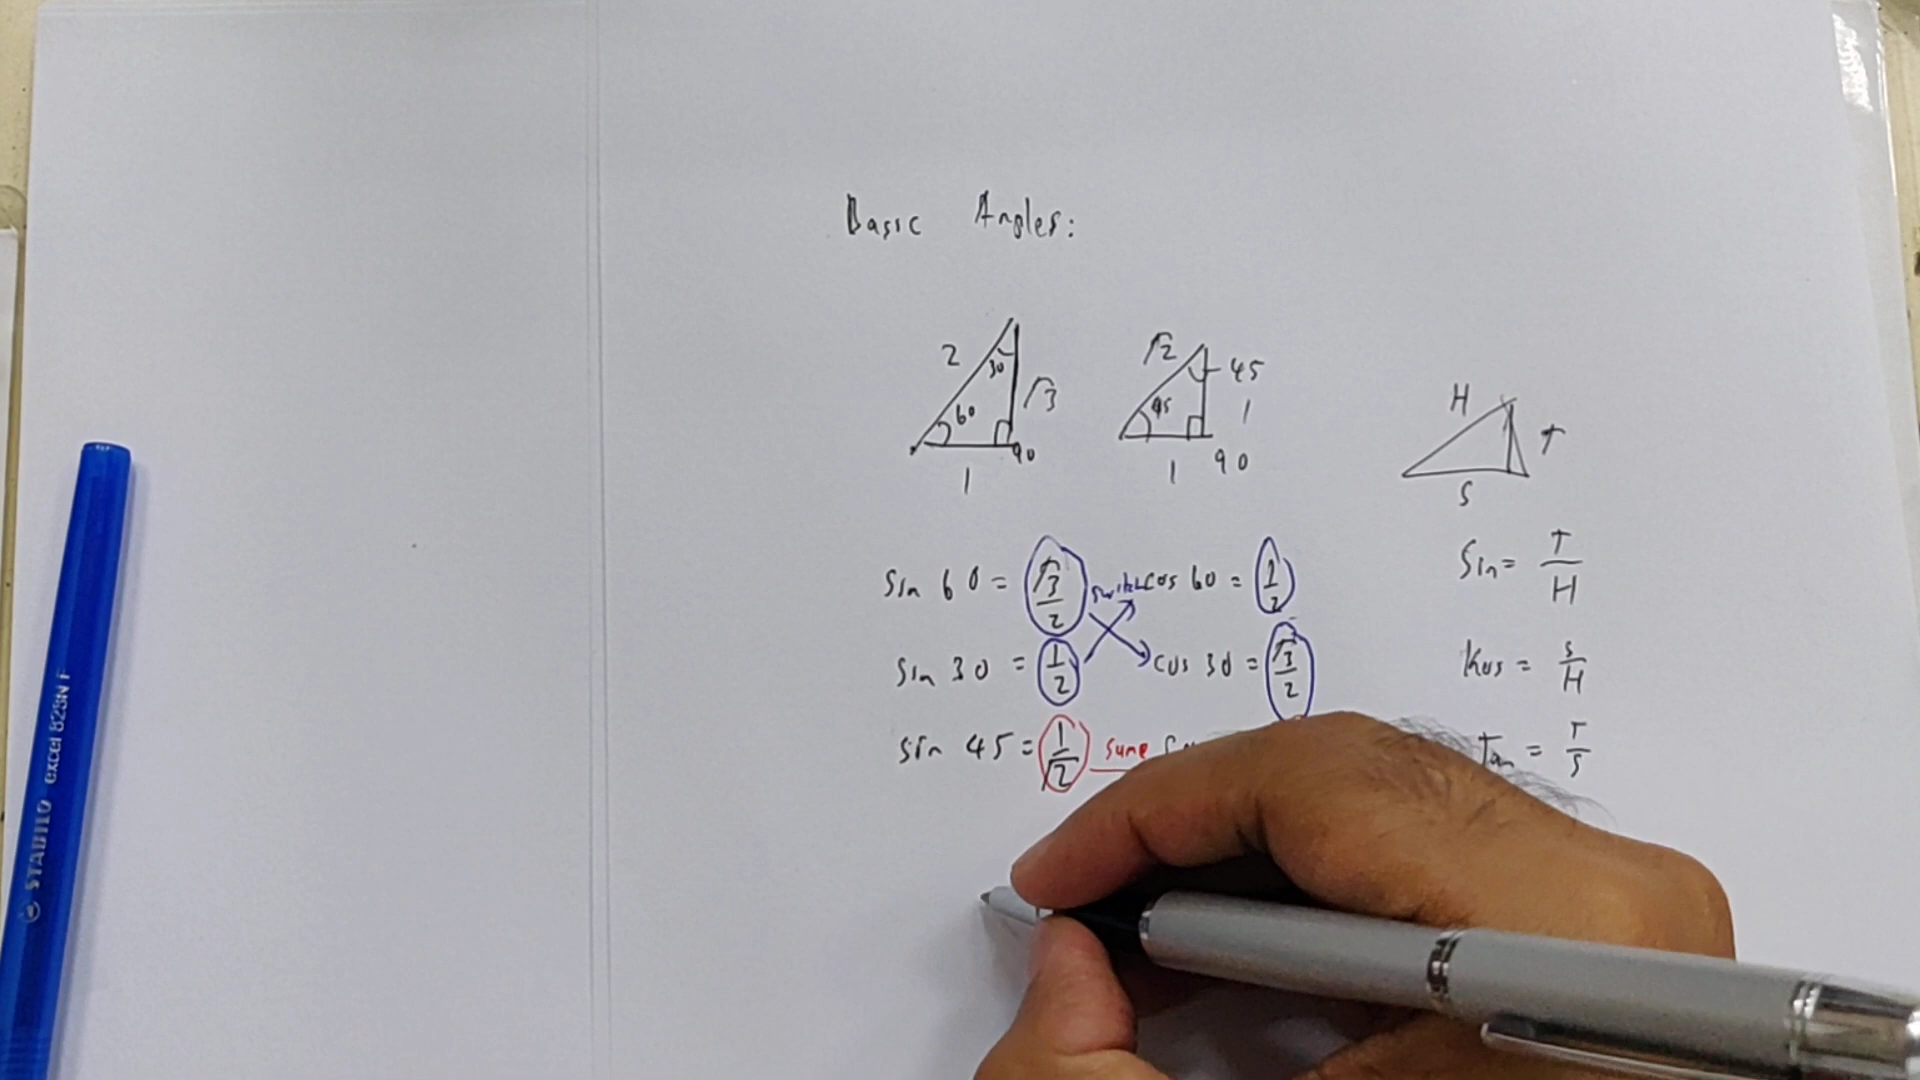 Basic Angles:
2 30 √3 60 90 1
√2 45 45 1 1 90
H T S
Sin 60 = √3/2 switch cos 60 = 1/2
Sin 30 = 1/2 cos 30 = √3/2
sin 45 = 1/√2 same
Sin = T/H
kos = S/H
Tan = T/S
STABILO excel 828N F